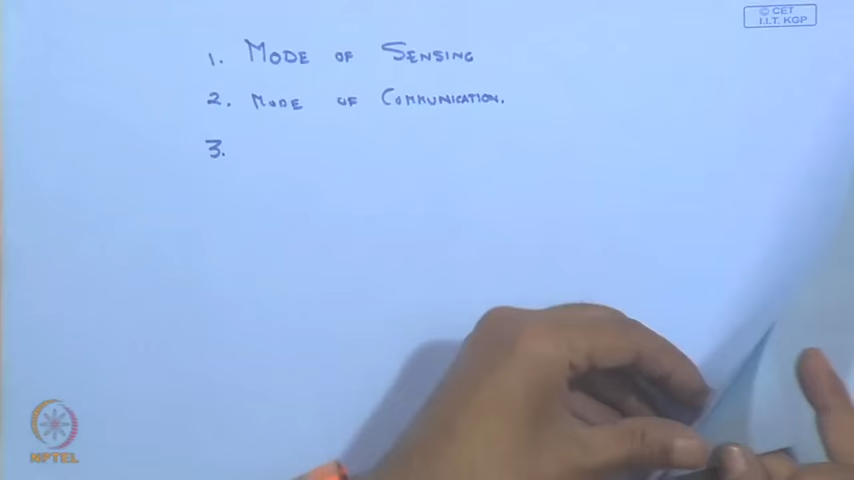 © CET
I.I.T. KGP
1. MODE OF SENSING
2. MODE OF COMMUNICATION.
3.
NPTEL